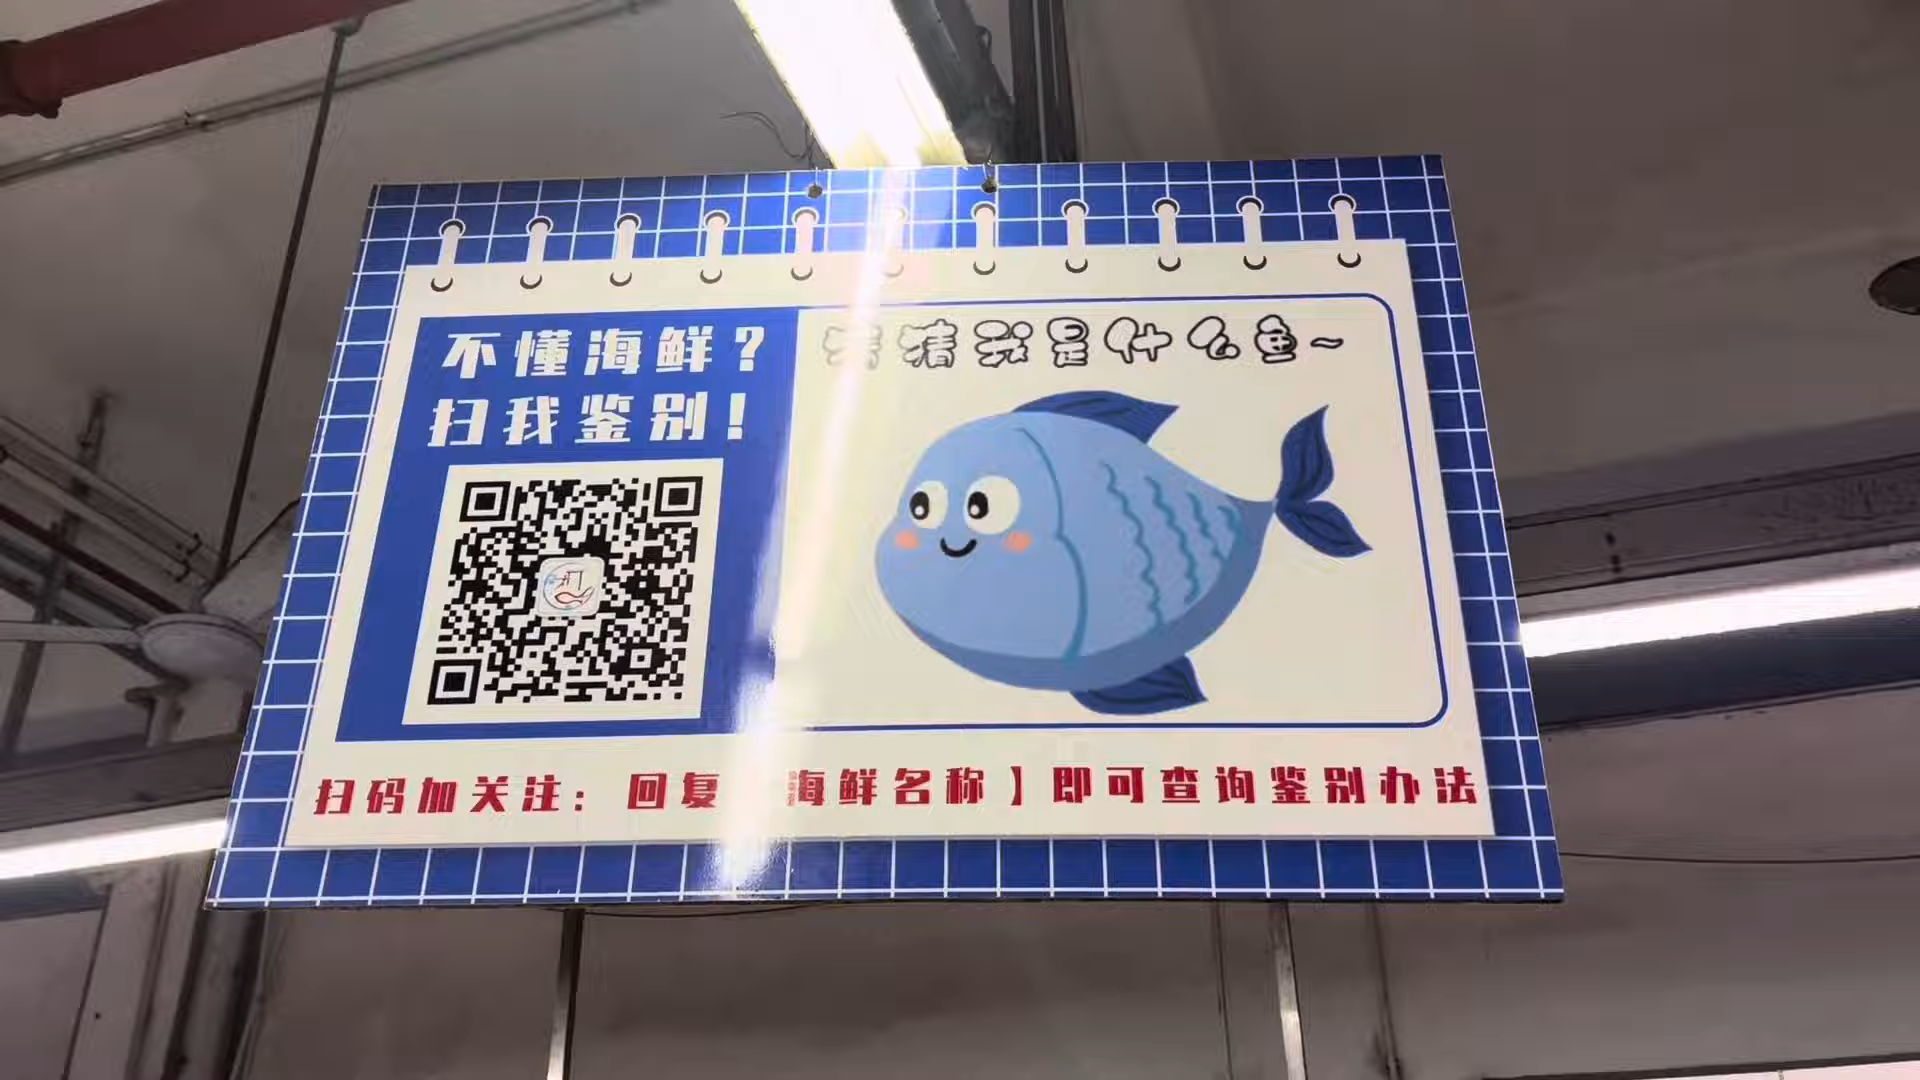 不懂海鲜？
扫我鉴别！
猜猜我是什么鱼~
扫码加关注：回复【海鲜名称】即可查询鉴别办法